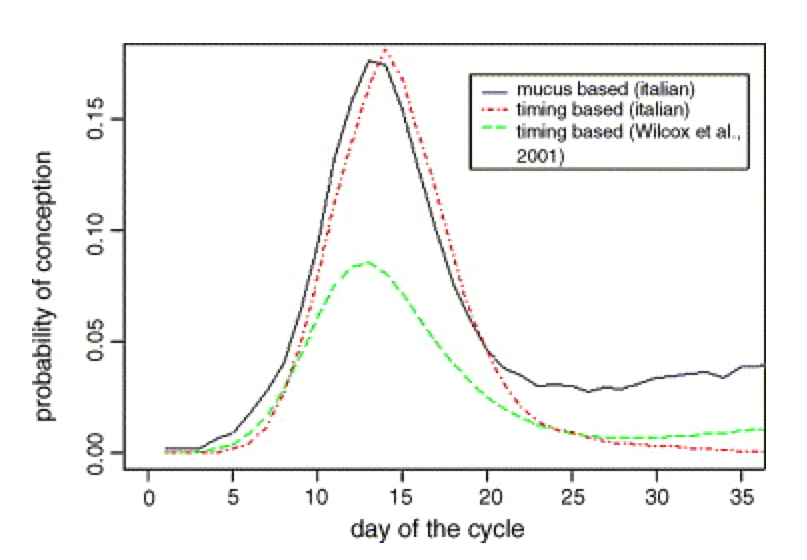 mucus based (italian)
timing based (italian)
timing based (Wilcox et al.,
2001)
probability of conception
0.15
0.10
0.05
0.00
0 5 10 15 20 25 30 35
day of the cycle